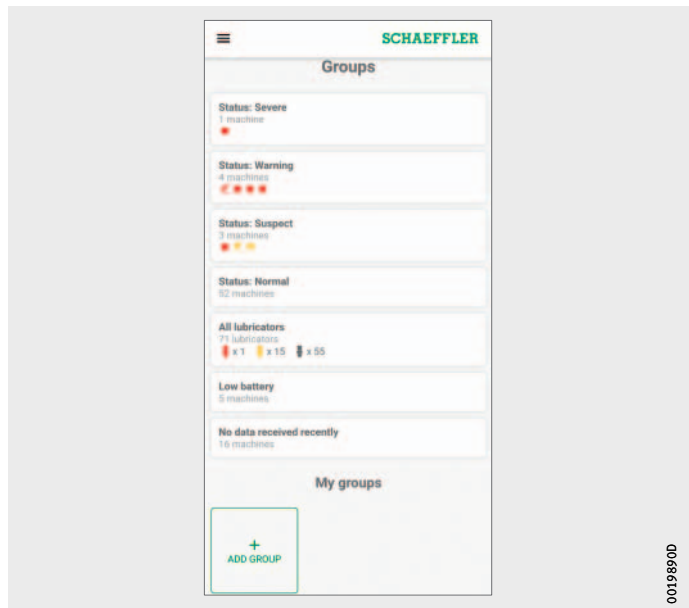 SCHAEFFLER
Groups
Status: Severe
1 machine
Status: Warning
4 machines
Status: Suspect
3 machines
Status: Normal
52 machines
All lubricators
71 lubricators
x 1 x 15 x 55
Low battery
5 machines
No data received recently
16 machines
My groups
+
ADD GROUP
0019890D